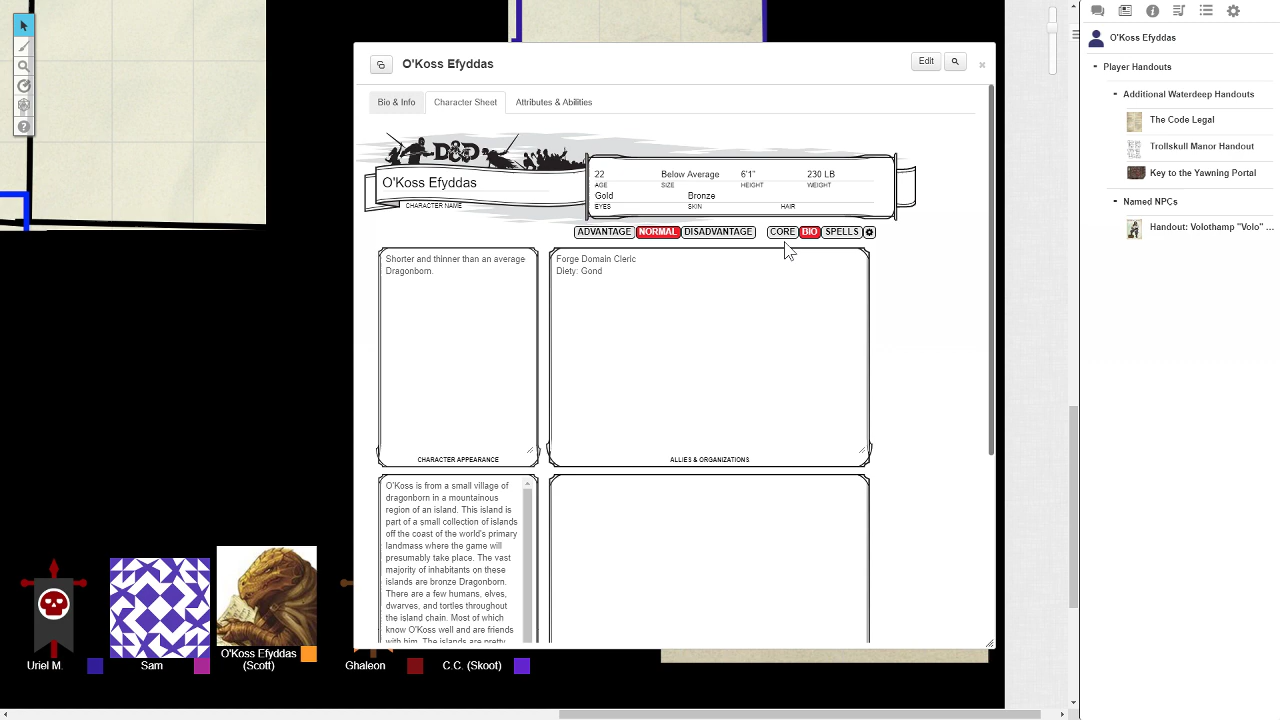 O'Koss Efyddas
Edit
Bio & Info
Character Sheet
Attributes & Abilities
D&D
O'Koss Efyddas
CHARACTER NAME
22
Below Average
6'1"
230 LB
AGE
SIZE
HEIGHT
WEIGHT
Gold
Bronze
EYES
SKIN
HAIR
ADVANTAGE
NORMAL
DISADVANTAGE
CORE
BIO
SPELLS
Shorter and thinner than an average
Dragonborn.
CHARACTER APPEARANCE
Forge Domain Cleric
Diety: Gond
ALLIES & ORGANIZATIONS
O'Koss is from a small village of
dragonborn in a mountainous
region of an island. This island is
part of a small collection of islands
off the coast of the world's primary
landmass where the game will
presumably take place. The vast
majority of inhabitants on these
islands are bronze Dragonborn.
There are a few humans, elves,
dwarves, and tortles throughout
the island chain. Most of which
know O'Koss well and are friends
with him. The islands are pretty
Uriel M.
Sam
O'Koss Efyddas
(Scott)
Ghaleon
C.C. (Skoot)
O'Koss Efyddas
Player Handouts
Additional Waterdeep Handouts
The Code Legal
Trollskull Manor Handout
Key to the Yawning Portal
Named NPCs
Handout: Volothamp "Volo" ...